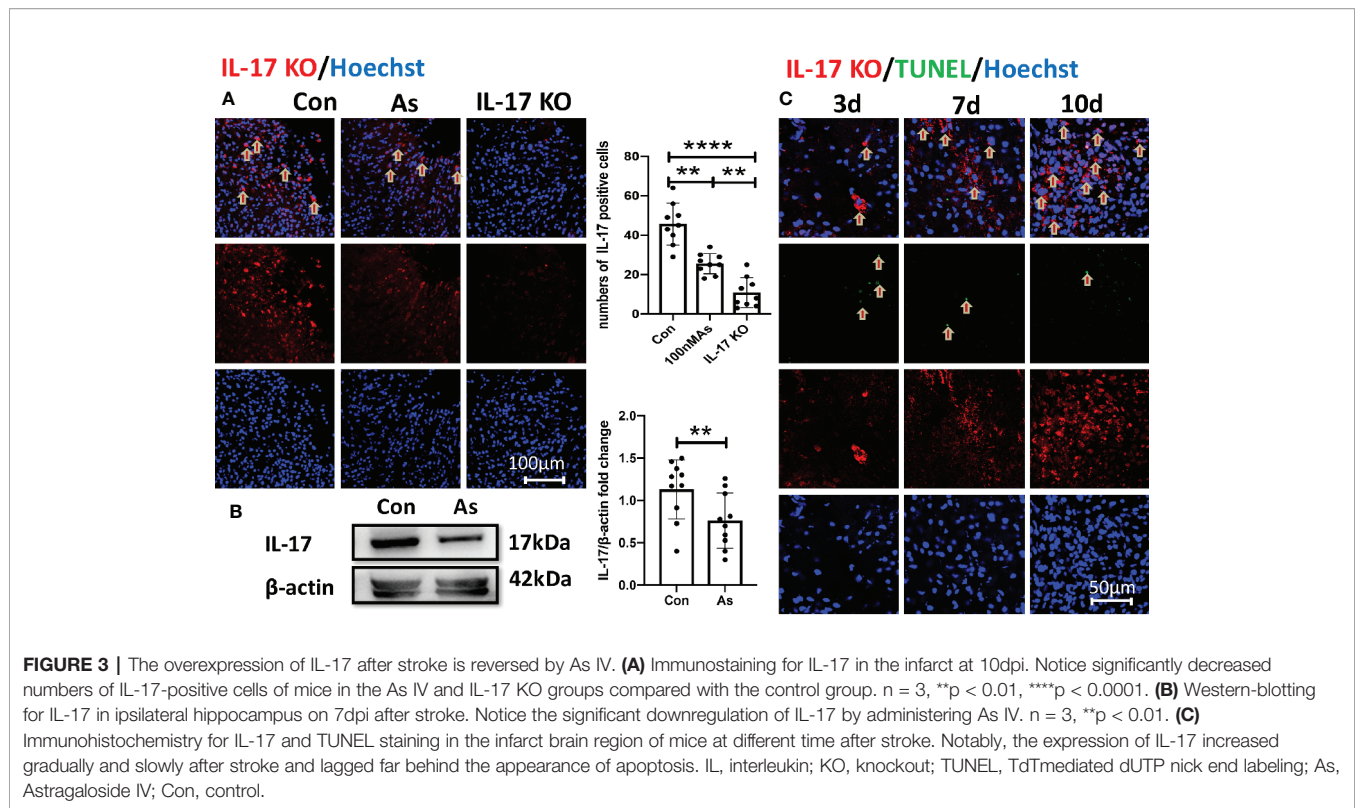 IL-17 KO/Hoechst
A
Con As IL-17 KO
100μm
numbers of IL-17 positive cells
80
60
40
20
0
****
** **
Con
100nMAs
IL-17 KO
B
Con As
IL-17
17kDa
β-actin
42kDa
IL-17/β-actin fold change
2.0
1.5
1.0
0.5
0.0
**
Con As
IL-17 KO/TUNEL/Hoechst
C
3d 7d 10d
50μm
FIGURE 3 | The overexpression of IL-17 after stroke is reversed by As IV. (A) Immunostaining for IL-17 in the infarct at 10dpi. Notice significantly decreased
numbers of IL-17-positive cells of mice in the As IV and IL-17 KO groups compared with the control group. n = 3, **p < 0.01, ****p < 0.0001. (B) Western-blotting
for IL-17 in ipsilateral hippocampus on 7dpi after stroke. Notice the significant downregulation of IL-17 by administering As IV. n = 3, **p < 0.01. (C)
Immunohistochemistry for IL-17 and TUNEL staining in the infarct brain region of mice at different time after stroke. Notably, the expression of IL-17 increased
gradually and slowly after stroke and lagged far behind the appearance of apoptosis. IL, interleukin; KO, knockout; TUNEL, TdTmediated dUTP nick end labeling; As,
Astragaloside IV; Con, control.